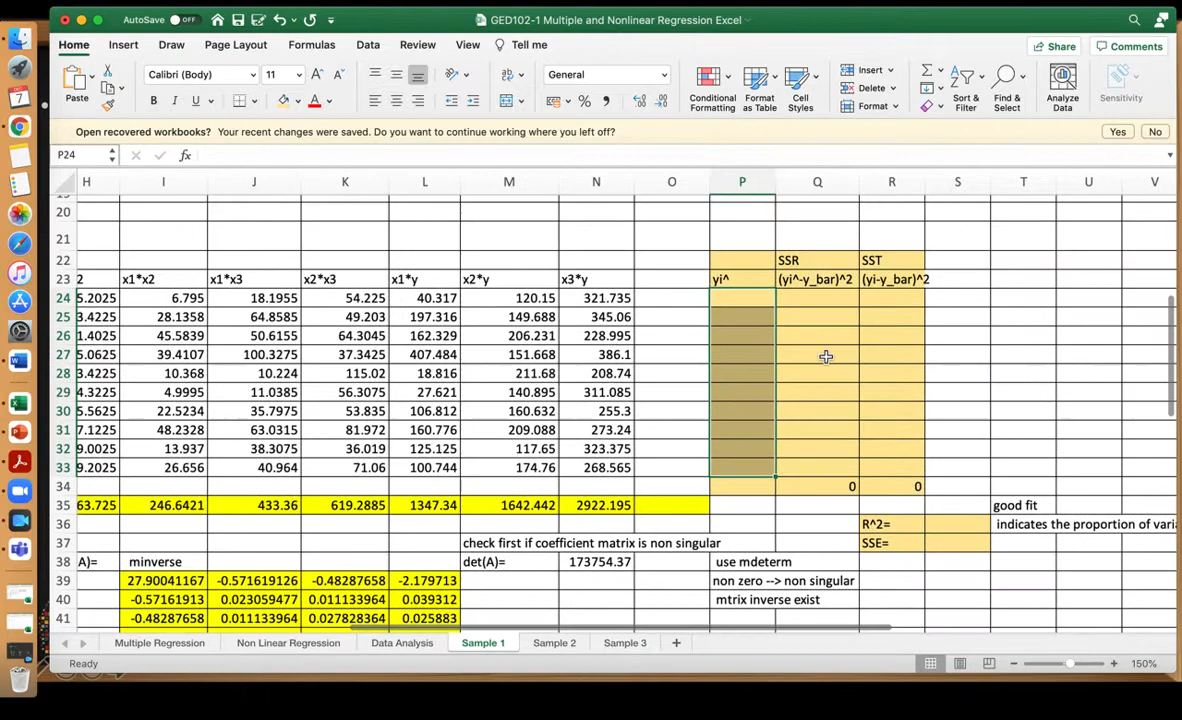 AutoSave OFF GED102-1 Multiple and Nonlinear Regression Excel
Home Insert Draw Page Layout Formulas Data Review View Tell me Share Comments
Paste Calibri (Body) 11 General Conditional Formatting Format as Table Cell Styles Insert Delete Format Sort & Filter Find & Select Analyze Data Sensitivity
Open recovered workbooks? Your recent changes were saved. Do you want to continue working where you left off? Yes No
P24 fx
H I J K L M N O P Q R S T U V
20
21
22 SSR SST
23 2 x1*x2 x1*x3 x2*x3 x1*y x2*y x3*y yi^ (yi^-y_bar)^2 (yi-y_bar)^2
24 5.2025 6.795 18.1955 54.225 40.317 120.15 321.735
25 3.4225 28.1358 64.8585 49.203 197.316 149.688 345.06
26 1.4025 45.5839 50.6155 64.3045 162.329 206.231 228.995
27 5.0625 39.4107 100.3275 37.3425 407.484 151.668 386.1
28 3.4225 10.368 10.224 115.02 18.816 211.68 208.74
29 4.3225 4.9995 11.0385 56.3075 27.621 140.895 311.085
30 5.5625 22.5234 35.7975 53.835 106.812 160.632 255.3
31 7.1225 48.2328 63.0315 81.972 160.776 209.088 273.24
32 9.0025 13.937 38.3075 36.019 125.125 117.65 323.375
33 9.2025 26.656 40.964 71.06 100.744 174.76 268.565
34 0 0
35 63.725 246.6421 433.36 619.2885 1347.34 1642.442 2922.195 good fit
36 R^2= indicates the proportion of varia
37 check first if coefficient matrix is non singular SSE=
38 A)= minverse det(A)= 173754.37 use mdeterm
39 27.90041167 -0.571619126 -0.48287658 -2.179713 non zero --> non singular
40 -0.57161913 0.023059477 0.011133964 0.039312 mtrix inverse exist
41 -0.48287658 0.011133964 0.027828364 0.025883
Multiple Regression Non Linear Regression Data Analysis Sample 1 Sample 2 Sample 3 +
Ready 150%